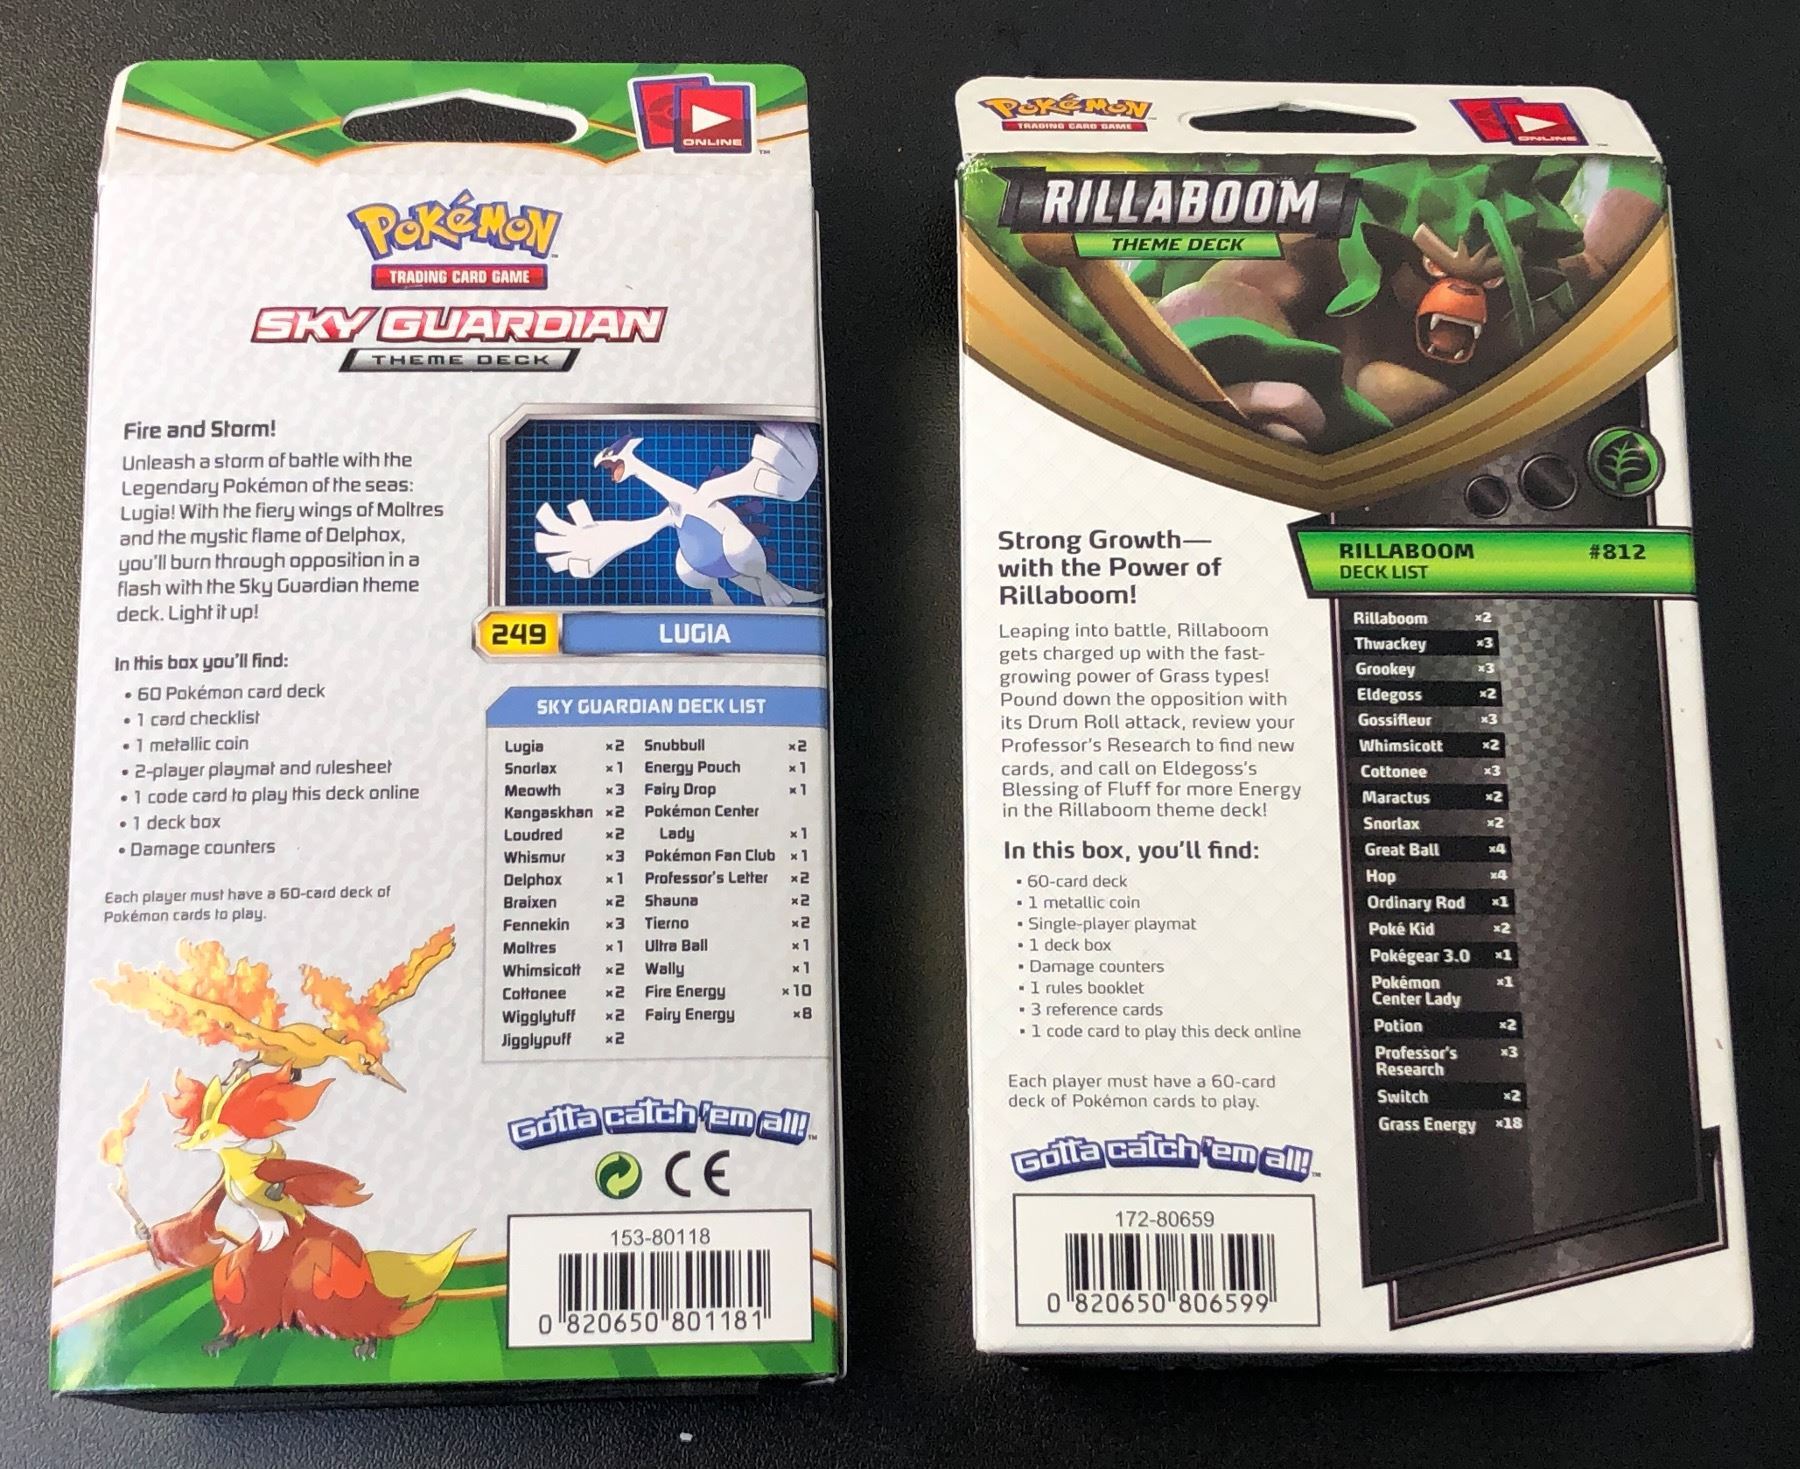 ONLINE
TM
POKéMON
TRADING CARD GAME
SKY GUARDIAN
THEME DECK
Fire and Storm!
Unleash a storm of battle with the
Legendary Pokémon of the seas:
Lugia! With the fiery wings of Moltres
and the mystic flame of Delphox,
you'll burn through opposition in a
flash with the Sky Guardian theme
deck. Light it up!
In this box you'll find:
• 60 Pokémon card deck
• 1 card checklist
• 1 metallic coin
• 2-player playmat and rulesheet
• 1 code card to play this deck online
• 1 deck box
• Damage counters
Each player must have a 60-card deck of
Pokémon cards to play.
249 LUGIA
SKY GUARDIAN DECK LIST
Lugia ×2 Snubbull ×2
Snorlax ×1 Energy Pouch ×1
Meowth ×3 Fairy Drop ×1
Kangaskhan ×2 Pokémon Center
Loudred ×2 Lady ×1
Whismur ×3 Pokémon Fan Club ×1
Delphox ×1 Professor's Letter ×2
Braixen ×2 Shauna ×2
Fennekin ×3 Tierno ×2
Moltres ×1 Ultra Ball ×1
Whimsicott ×2 Wally ×1
Cottonee ×2 Fire Energy ×10
Wigglytuff ×2 Fairy Energy ×8
Jigglypuff ×2
Gotta catch 'em all!™
CE
153-80118
0 820650 801181
POKéMON
TRADING CARD GAME
ONLINE
RILLABOOM
THEME DECK
Strong Growth—
with the Power of
Rillaboom!
Leaping into battle, Rillaboom
gets charged up with the fast-
growing power of Grass types!
Pound down the opposition with
its Drum Roll attack, review your
Professor's Research to find new
cards, and call on Eldegoss's
Blessing of Fluff for more Energy
in the Rillaboom theme deck!
In this box, you'll find:
• 60-card deck
• 1 metallic coin
• Single-player playmat
• 1 deck box
• Damage counters
• 1 rules booklet
• 3 reference cards
• 1 code card to play this deck online
Each player must have a 60-card
deck of Pokémon cards to play.
Gotta catch 'em all!™
172-80659
0 820650 806599
RILLABOOM #812
DECK LIST
Rillaboom ×2
Thwackey ×3
Grookey ×3
Eldegoss ×2
Gossifleur ×3
Whimsicott ×2
Cottonee ×3
Maractus ×2
Snorlax ×2
Great Ball ×4
Hop ×4
Ordinary Rod ×1
Poké Kid ×2
Pokégear 3.0 ×1
Pokémon ×1
Center Lady
Potion ×2
Professor's ×3
Research
Switch ×2
Grass Energy ×18